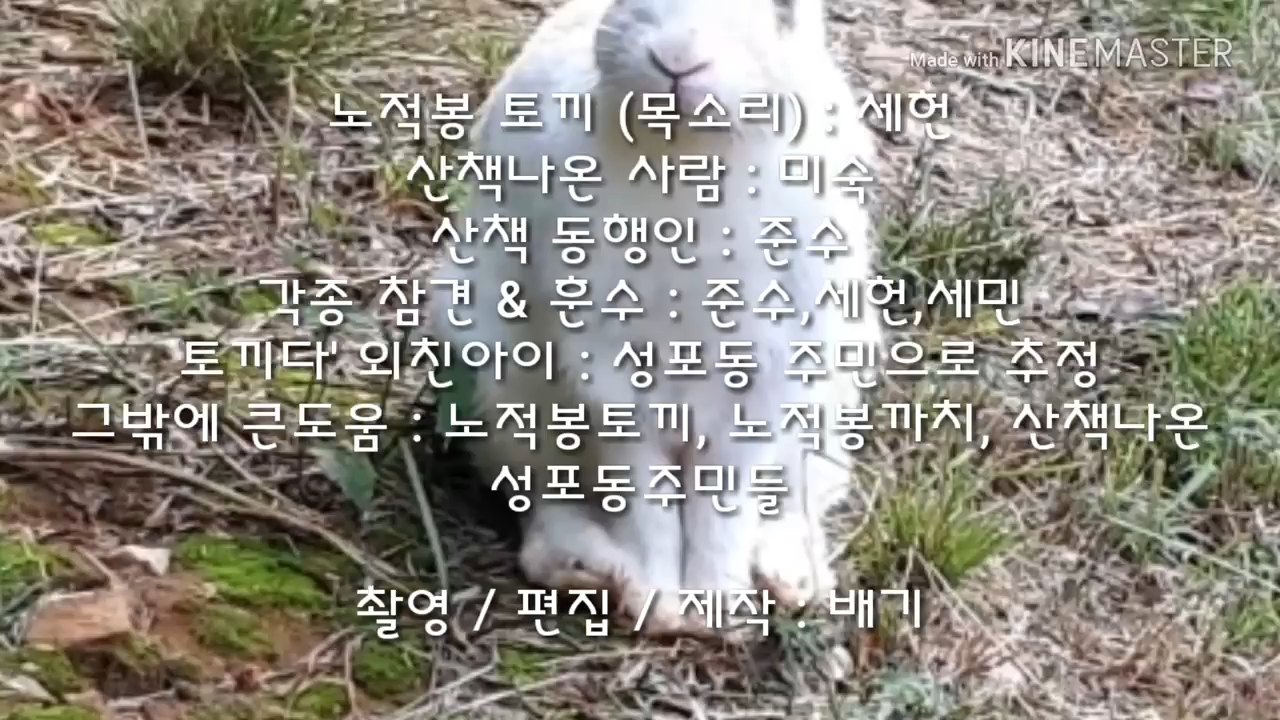 Made with KINEMASTER
노적봉 토끼 (목소리) : 세헌
산책나온 사람 : 미숙
산책 동행인 : 준수
각종 참견 & 훈수 : 준수,세헌,세민
'토끼다' 외친아이 : 성포동 주민으로 추정
그밖에 큰도움 : 노적봉토끼, 노적봉까치, 산책나온
성포동주민들
촬영 / 편집 / 제작 : 배기